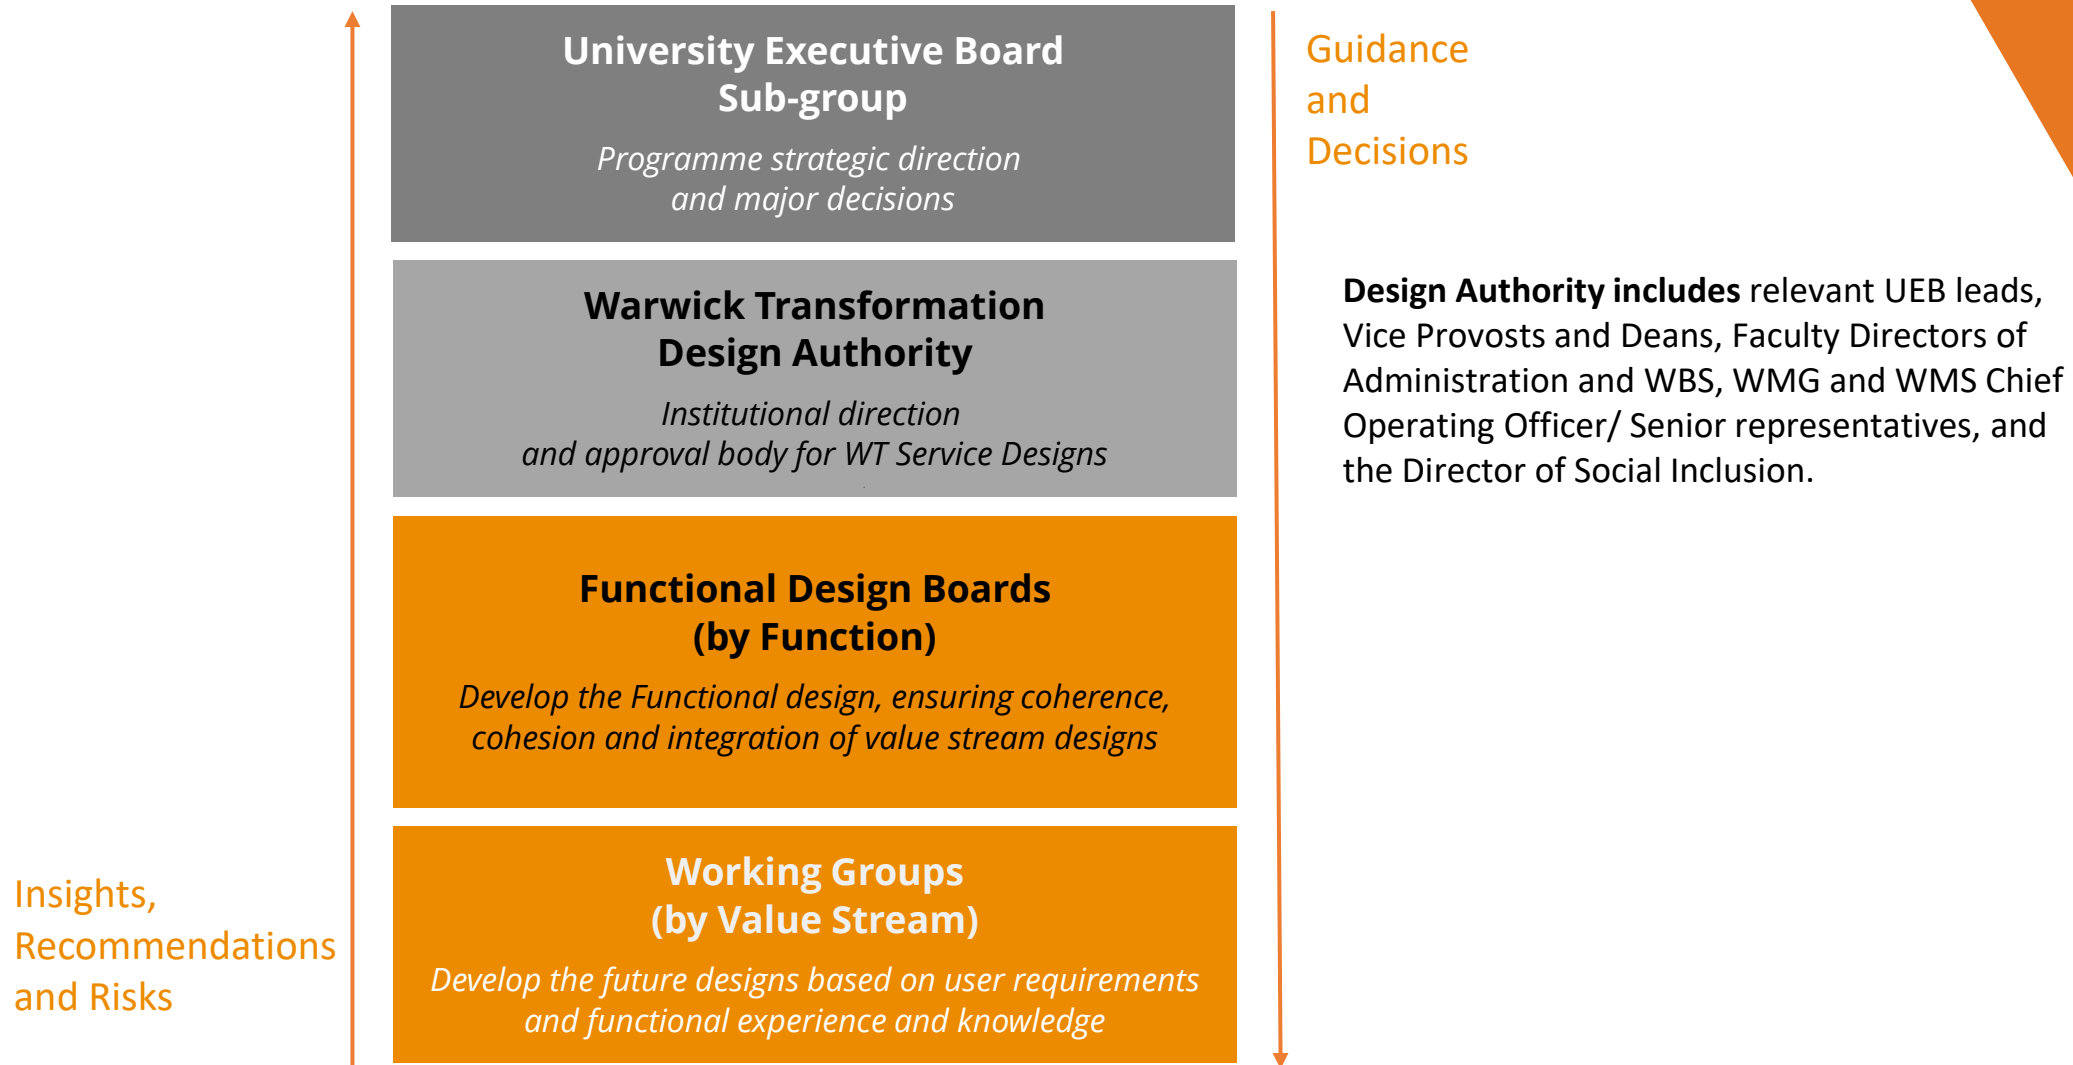 University Executive Board
Sub-group
Programme strategic direction
and major decisions
Guidance
and
Decisions
Warwick Transformation
Design Authority
Institutional direction
and approval body for WT Service Designs
Design Authority includes relevant UEB leads,
Vice Provosts and Deans, Faculty Directors of
Administration and WBS, WMG and WMS Chief
Operating Officer/ Senior representatives, and
the Director of Social Inclusion.
Functional Design Boards
(by Function)
Develop the Functional design, ensuring coherence,
cohesion and integration of value stream designs
Working Groups
(by Value Stream)
Develop the future designs based on user requirements
and functional experience and knowledge
Insights,
Recommendations
and Risks